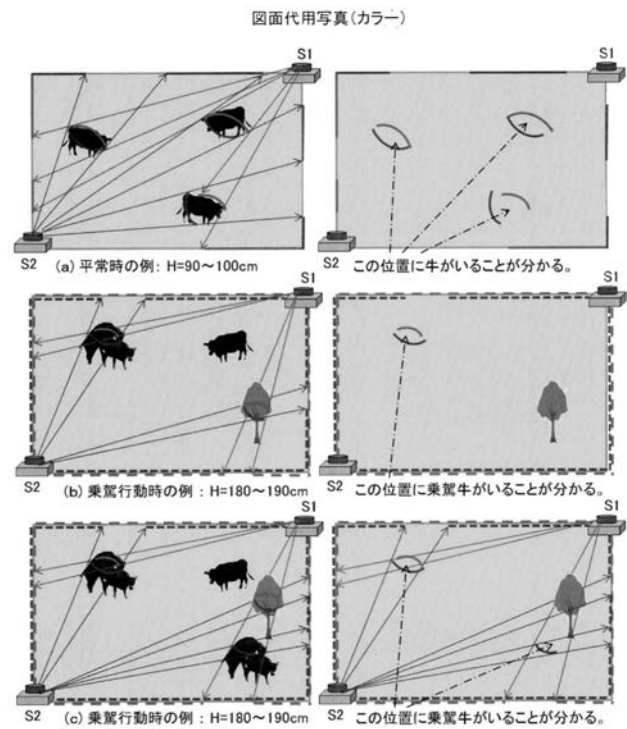 図面代用写真(カラー)
S1
S2
(a) 平常時の例: H=90～100cm
S1
この位置に牛がいることが分かる。
S1
S2
(b) 乗駕行動時の例 : H=180～190cm
S1
この位置に乗駕牛がいることが分かる。
S1
S2
(c) 乗駕行動時の例 : H=180～190cm
S1
この位置に乗駕牛がいることが分かる。